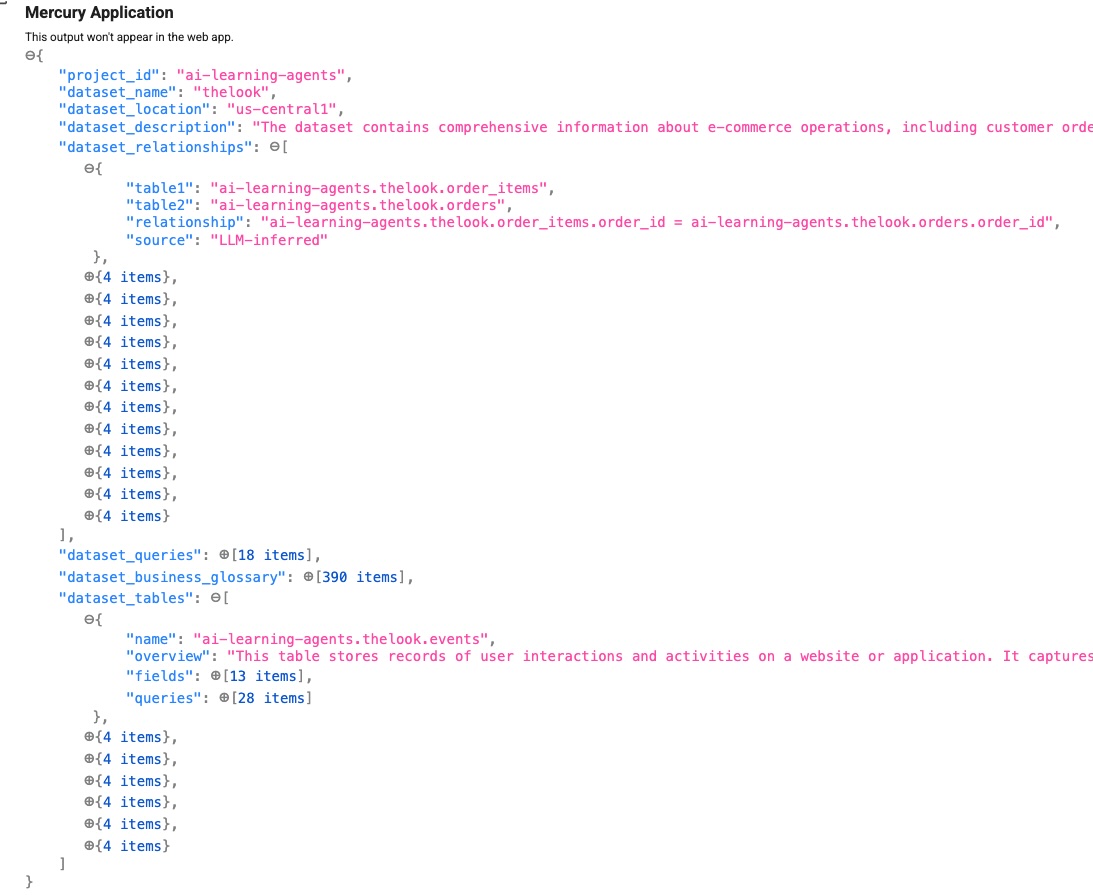 Mercury Application
This output won't appear in the web app.
⊖{
"project_id": "ai-learning-agents",
"dataset_name": "thelook",
"dataset_location": "us-central1",
"dataset_description": "The dataset contains comprehensive information about e-commerce operations, including customer orde
"dataset_relationships": ⊖[
⊖{
"table1": "ai-learning-agents.thelook.order_items",
"table2": "ai-learning-agents.thelook.orders",
"relationship": "ai-learning-agents.thelook.order_items.order_id = ai-learning-agents.thelook.orders.order_id",
"source": "LLM-inferred"
},
⊕{4 items},
⊕{4 items},
⊕{4 items},
⊕{4 items},
⊕{4 items},
⊕{4 items},
⊕{4 items},
⊕{4 items},
⊕{4 items},
⊕{4 items},
⊕{4 items},
⊕{4 items}
],
"dataset_queries": ⊕[18 items],
"dataset_business_glossary": ⊕[390 items],
"dataset_tables": ⊖[
⊖{
"name": "ai-learning-agents.thelook.events",
"overview": "This table stores records of user interactions and activities on a website or application. It captures
"fields": ⊕[13 items],
"queries": ⊕[28 items]
},
⊕{4 items},
⊕{4 items},
⊕{4 items},
⊕{4 items},
⊕{4 items},
⊕{4 items}
]
}